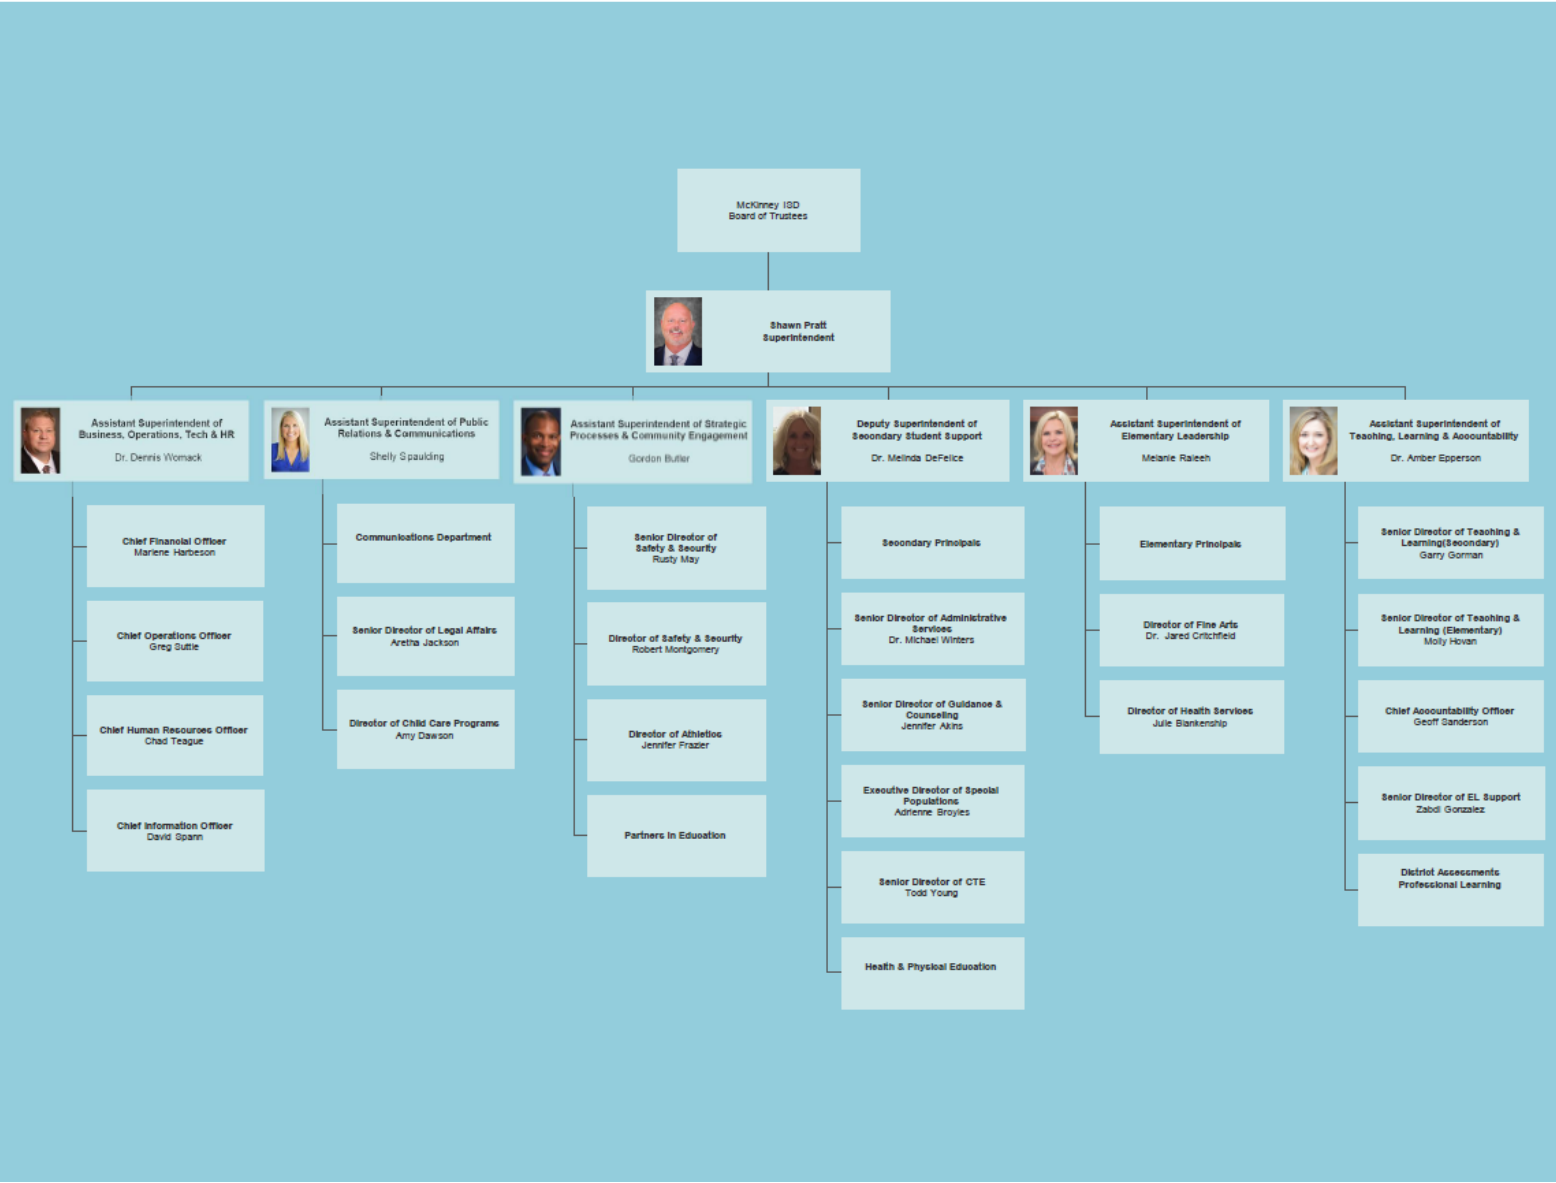 McKinney ISD
Board of Trustees
Shawn Pratt
Superintendent
Assistant Superintendent of
Business, Operations, Tech & HR
Dr. Dennis Womack
Chief Financial Officer
Marlene Harbeson
Chief Operations Officer
Greg Suttle
Chief Human Resources Officer
Chad Teague
Chief Information Officer
David Spann
Assistant Superintendent of Public
Relations & Communications
Shelly Spaulding
Communications Department
Senior Director of Legal Affairs
Aretha Jackson
Director of Child Care Programs
Amy Dawson
Assistant Superintendent of Strategic
Processes & Community Engagement
Gordon Butler
Senior Director of
Safety & Security
Rusty May
Director of Safety & Security
Robert Montgomery
Director of Athletics
Jennifer Frazier
Partners in Education
Deputy Superintendent of
Secondary Student Support
Dr. Melinda DeFelice
Secondary Principals
Senior Director of Administrative
Services
Dr. Michael Winters
Senior Director of Guidance &
Counseling
Jennifer Akins
Executive Director of Special
Populations
Adrienne Broyles
Senior Director of CTE
Todd Young
Health & Physical Education
Assistant Superintendent of
Elementary Leadership
Melanie Raleeh
Elementary Principals
Director of Fine Arts
Dr. Jared Critchfield
Director of Health Services
Julie Blankenship
Assistant Superintendent of
Teaching, Learning & Accountability
Dr. Amber Epperson
Senior Director of Teaching &
Learning(Secondary)
Garry Gorman
Senior Director of Teaching &
Learning (Elementary)
Molly Hovan
Chief Accountability Officer
Geoff Sanderson
Senior Director of EL Support
Zabdi Gonzalez
District Assessments
Professional Learning